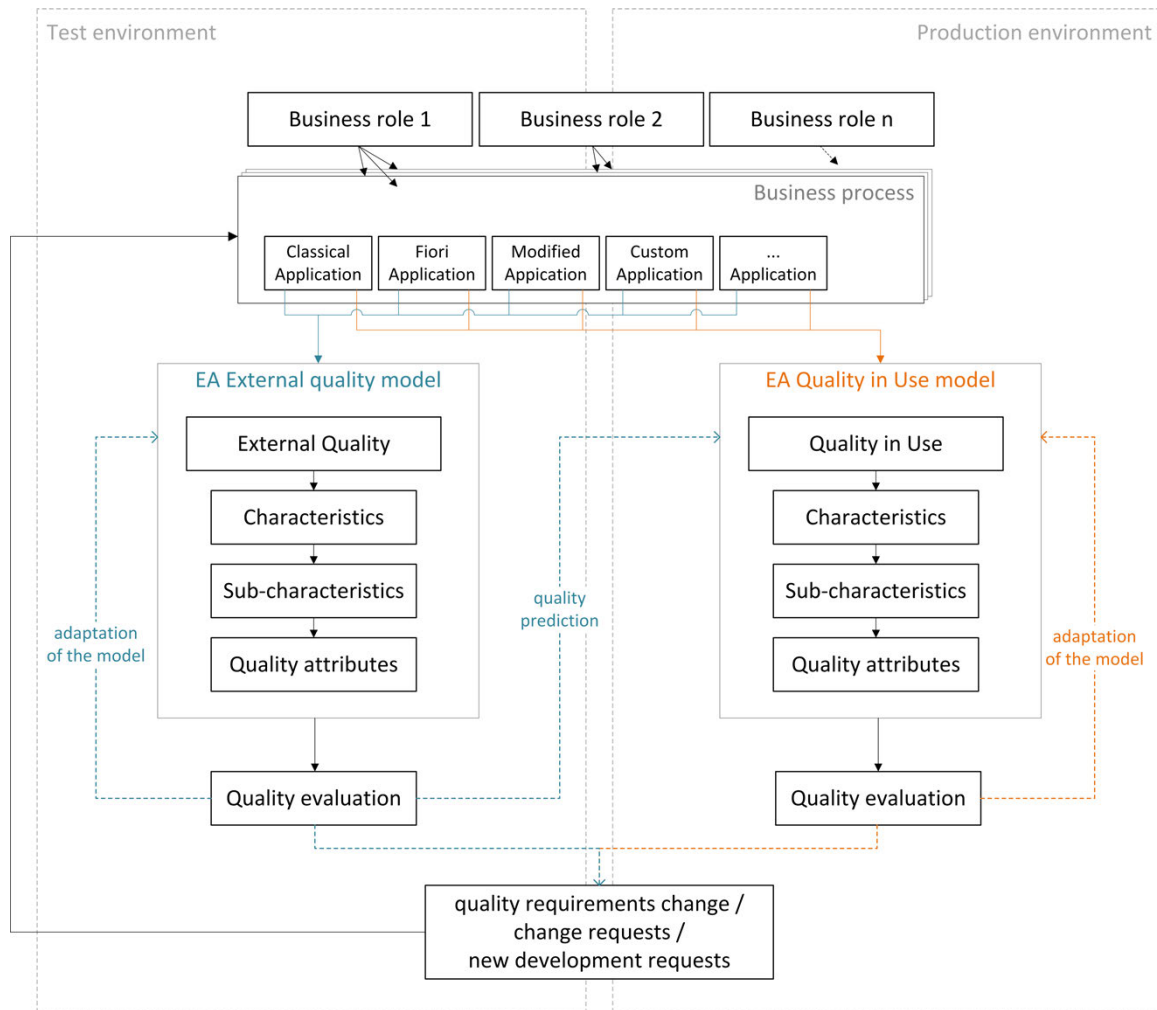 Test environment
Production environment
Business role 1
Business role 2
Business role n
Business process
Classical
Application
Fiori
Application
Modified
Appication
Custom
Application
...
Application
EA External quality model
EA Quality in Use model
External Quality
Quality in Use
Characteristics
Characteristics
Sub-characteristics
Sub-characteristics
quality
prediction
adaptation
of the model
adaptation
of the model
Quality attributes
Quality attributes
Quality evaluation
Quality evaluation
quality requirements change /
change requests /
new development requests